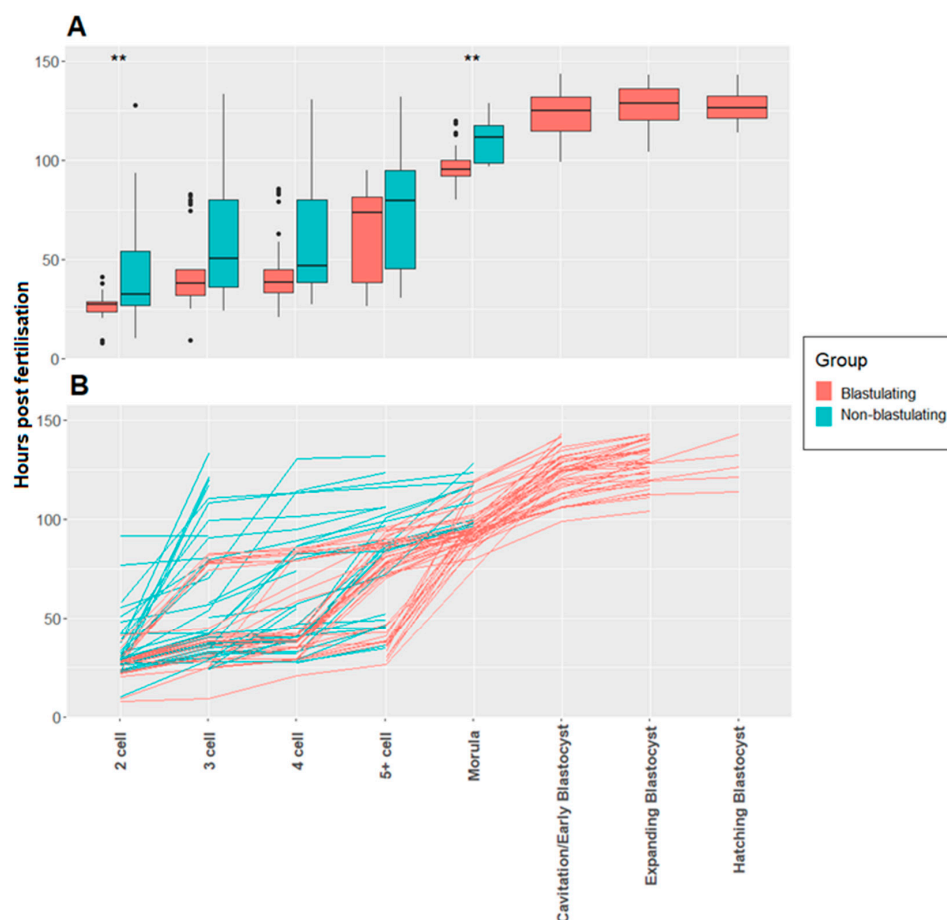 A
**
**
150
100
50
0
Hours post fertilisation
B
150
100
50
0
2 cell
3 cell
4 cell
5+ cell
Morula
Cavitation/Early Blastocyst
Expanding Blastocyst
Hatching Blastocyst
Group
Blastulating
Non-blastulating